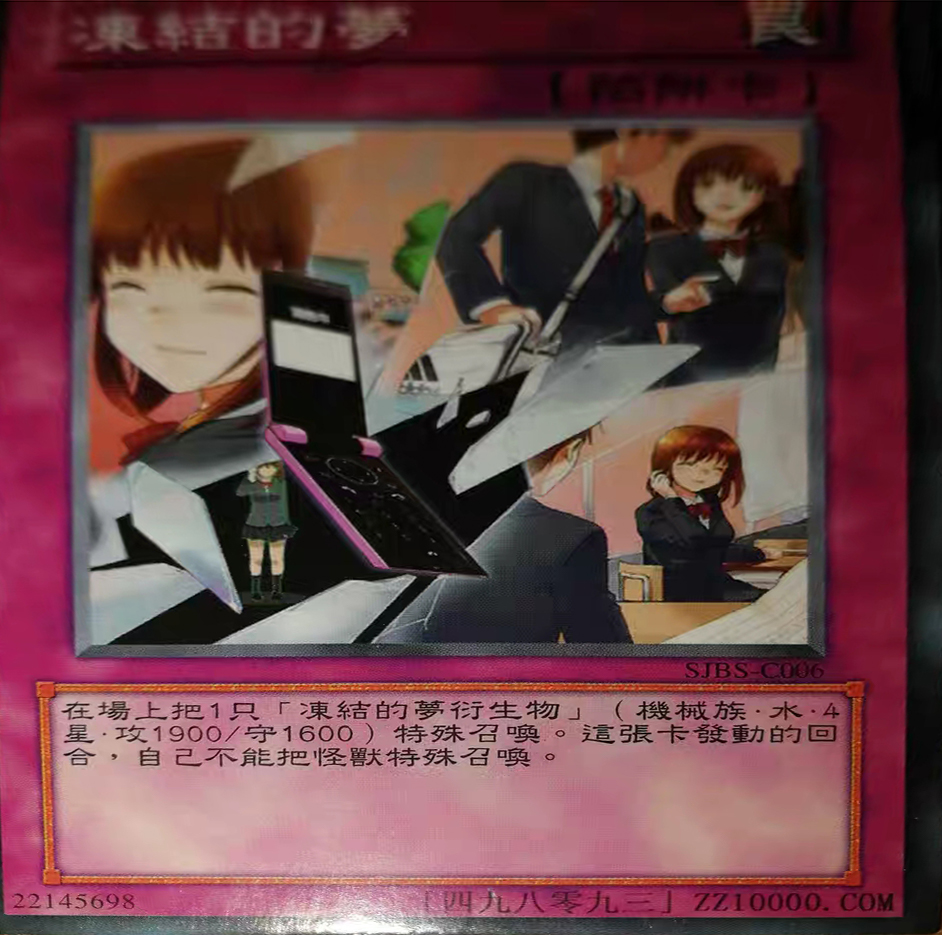 凍結的夢
罠
SJBS-C006
在場上把1只「凍結的夢衍生物」(機械族·水·4
星·攻1900/守1600)特殊召喚。這張卡發動的回
合,自己不能把怪獸特殊召喚。
22145698
「四九八零九三」ZZ10000.COM